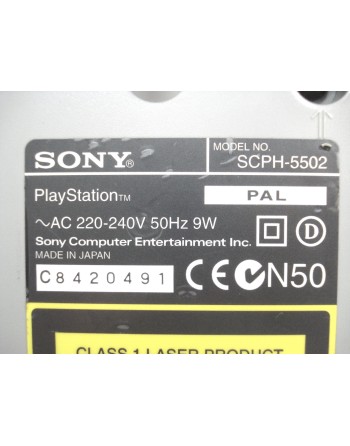 SONY®
MODEL NO.
SCPH-5502
PlayStation™
PAL
~AC 220-240V 50Hz 9W
Sony Computer Entertainment Inc.
D
MADE IN JAPAN
C8420491
CE N50
CLASS 1 LASER PRODUCT